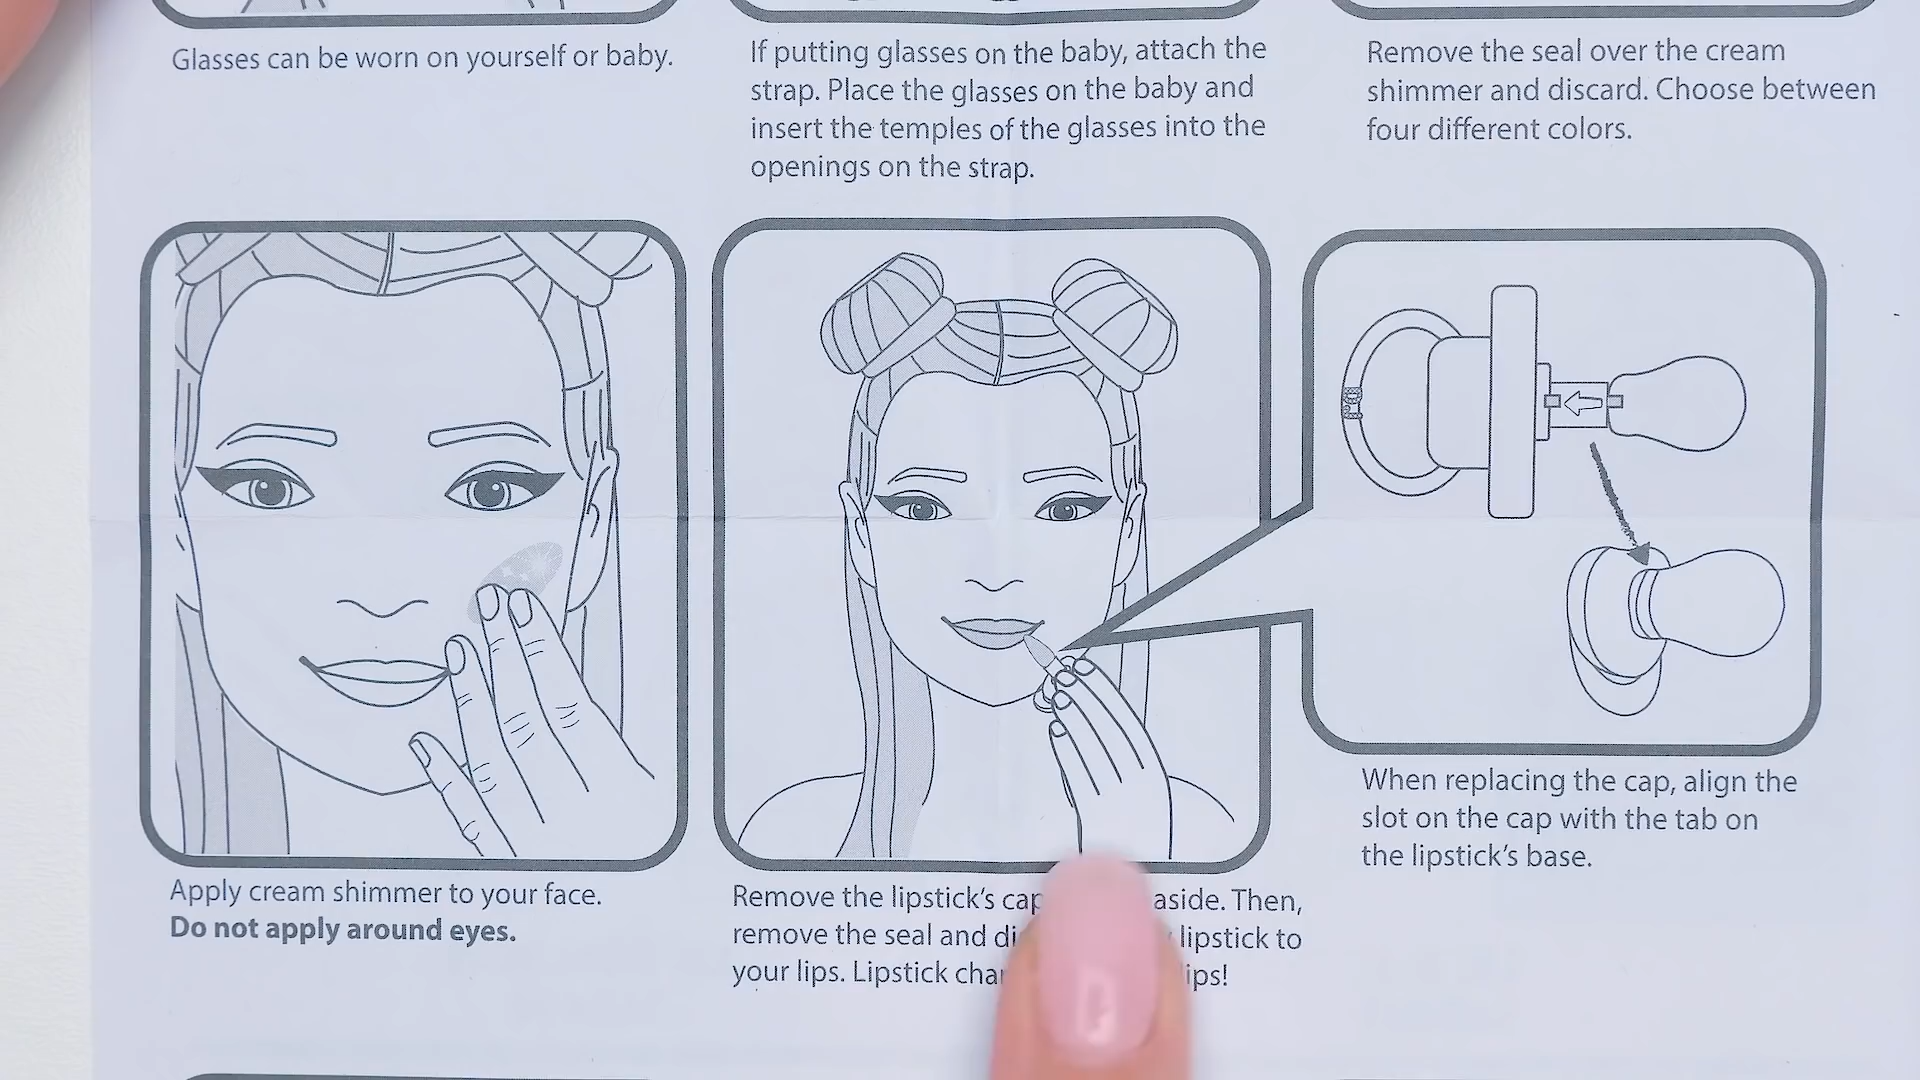 Glasses can be worn on yourself or baby.
If putting glasses on the baby, attach the
strap. Place the glasses on the baby and
insert the temples of the glasses into the
openings on the strap.
Remove the seal over the cream
shimmer and discard. Choose between
four different colors.
Apply cream shimmer to your face.
Do not apply around eyes.
Remove the lipstick's cap aside. Then,
remove the seal and lipstick to
your lips. Lipstick
When replacing the cap, align the
slot on the cap with the tab on
the lipstick's base.